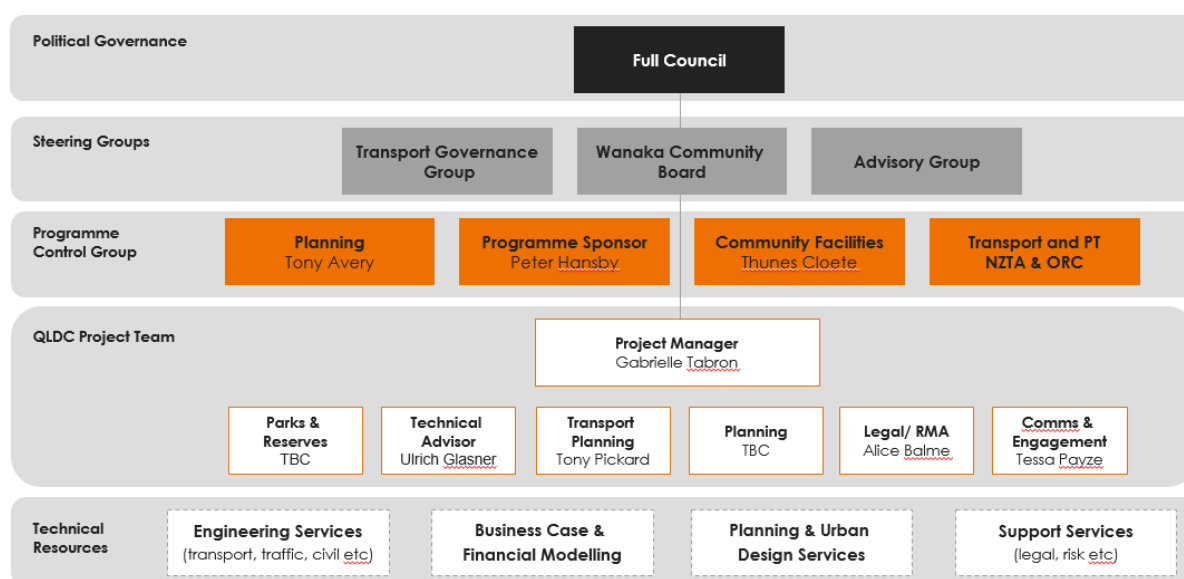 Political Governance
Full Council
Steering Groups
Transport Governance
Group
Wanaka Community
Board
Advisory Group
Programme
Control Group
Planning
Tony Avery
Programme Sponsor
Peter Hansby
Community Facilities
Thunes Cloete
Transport and PT
NZTA & ORC
QLDC Project Team
Project Manager
Gabrielle Tabron
Parks &
Reserves
TBC
Technical
Advisor
Ulrich Glasner
Transport
Planning
Tony Pickard
Planning
TBC
Legal/ RMA
Alice Balme
Comms &
Engagement
Tessa Payze
Technical
Resources
Engineering Services
(transport, traffic, civil etc)
Business Case &
Financial Modelling
Planning & Urban
Design Services
Support Services
(legal, risk etc)